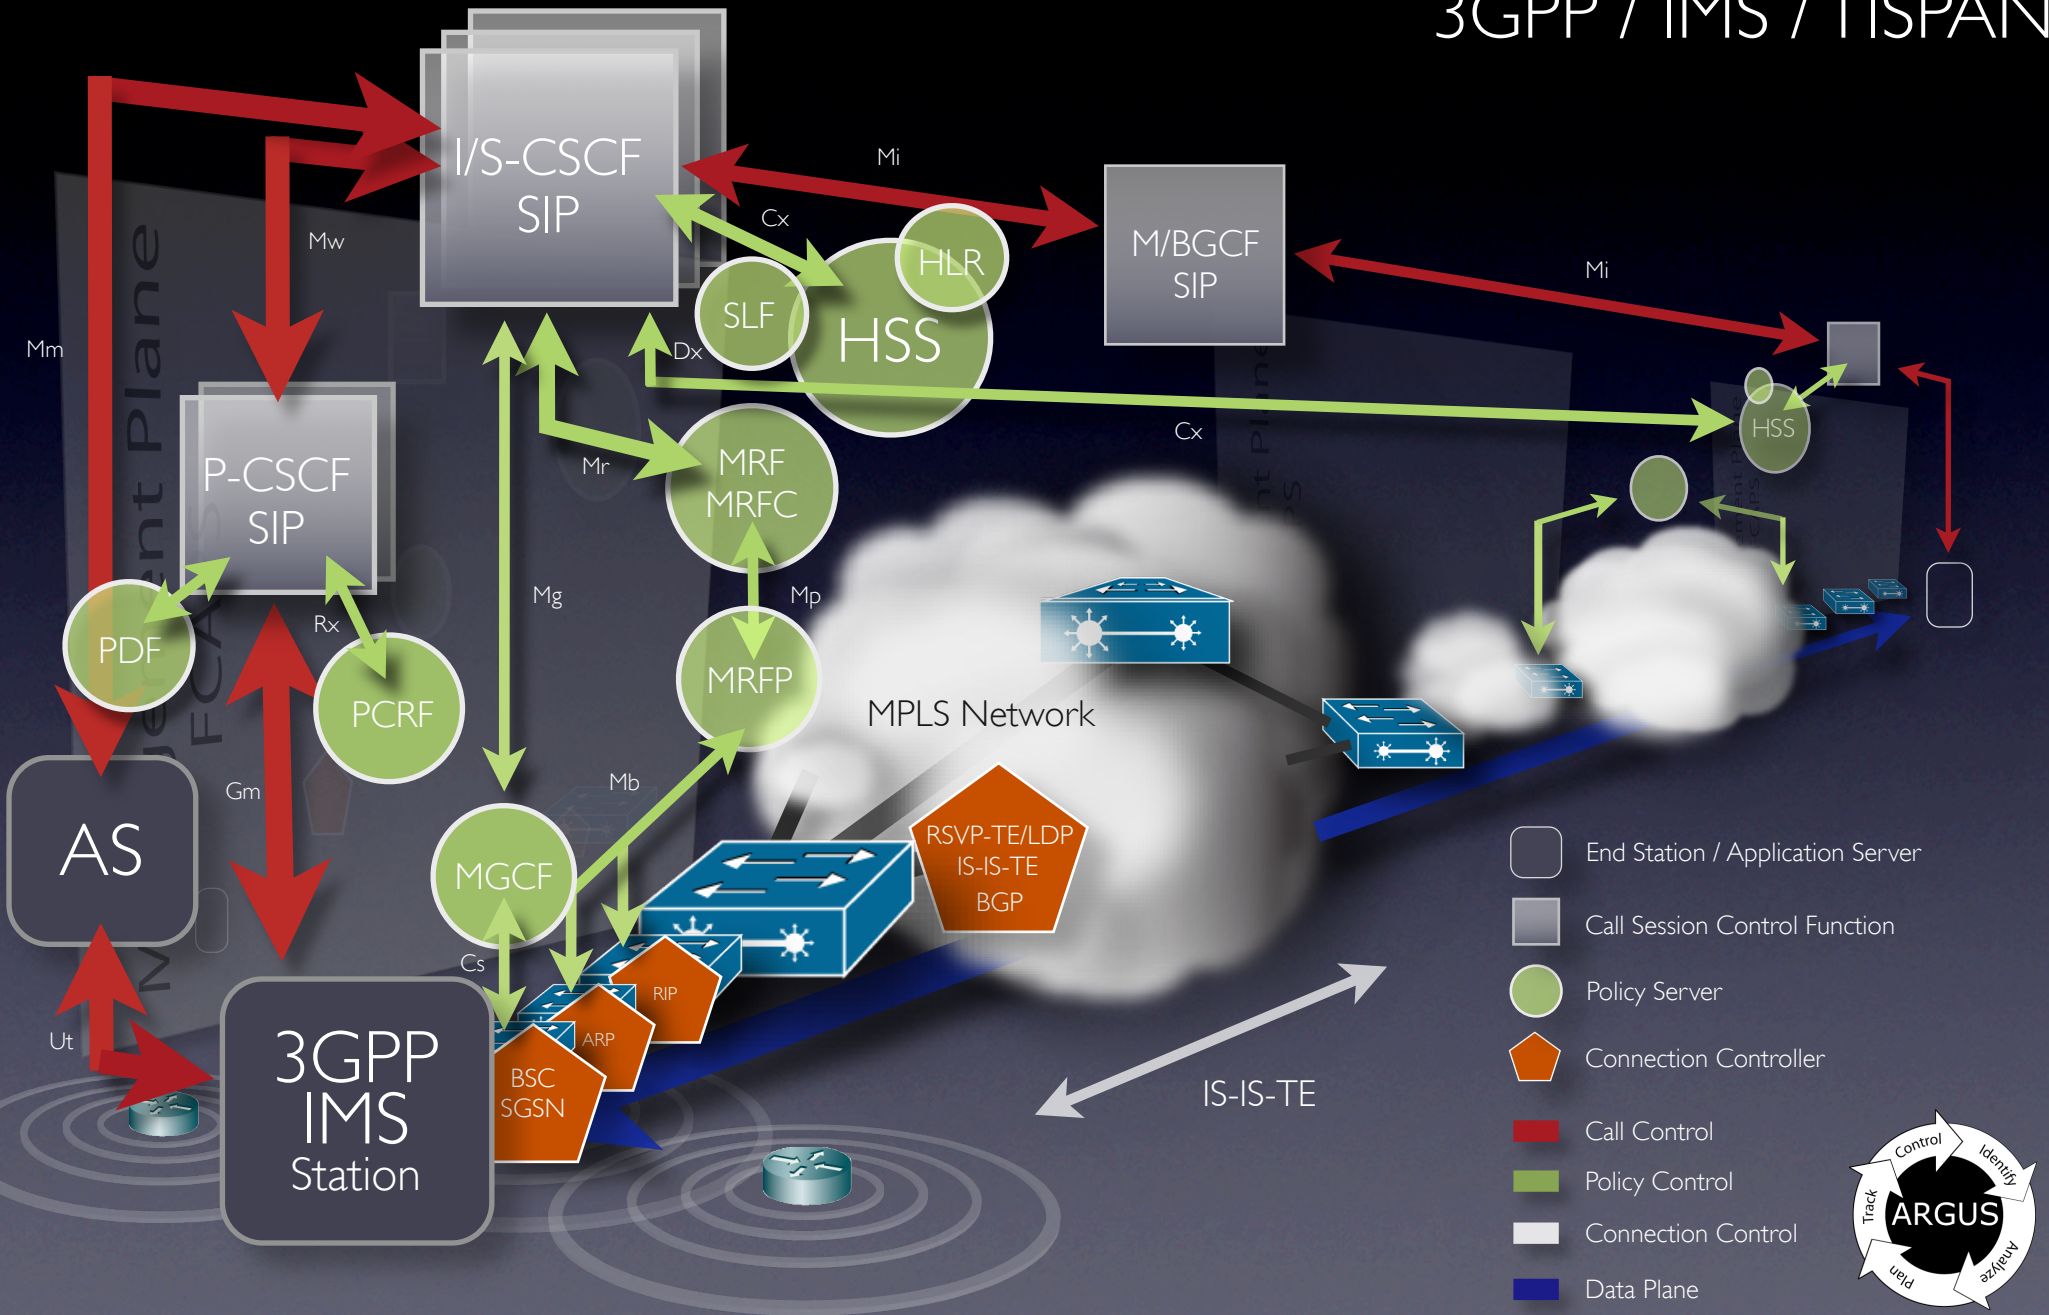 3GPP / IMS / TISPAN
I/S-CSCF
SIP
Mi
Cx
Mw
HLR
SLF
HSS
M/BGCF
SIP
Mi
Mm
Dx
Cx
HSS
Mr
MRF
MRFC
P-CSCF
SIP
Mg
Mp
Rx
PDF
PCRF
MRFP
MPLS Network
Gm
Mb
AS
MGCF
RSVP-TE/LDP
IS-IS-TE
BGP
Cs
RIP
ARP
BSC
SGSN
Ut
3GPP
IMS
Station
IS-IS-TE
Management Plane
FCAPS
End Station / Application Server
Call Session Control Function
Policy Server
Connection Controller
Call Control
Policy Control
Connection Control
Data Plane
Control
Identify
Analyze
Plan
Track
ARGUS